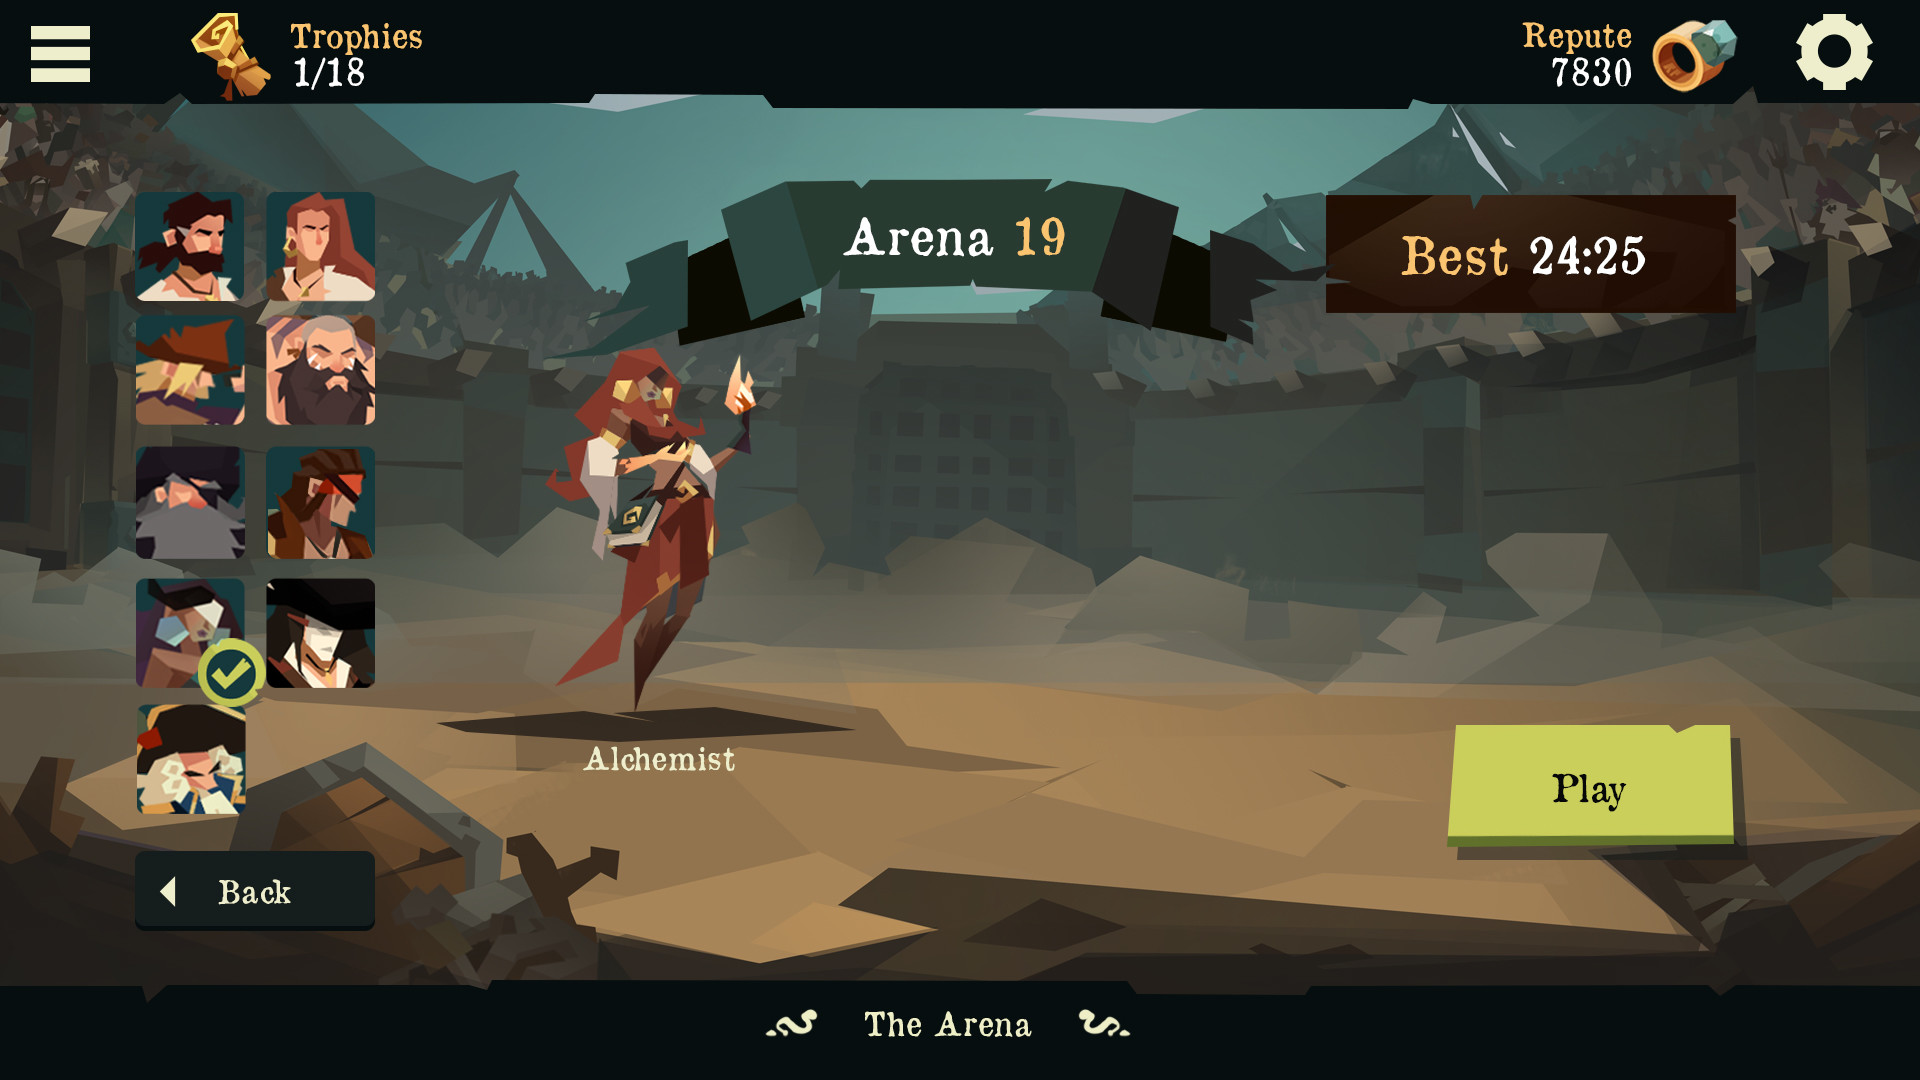 Trophies
1/18
Repute
7830
Arena 19
Best 24:25
Alchemist
Play
Back
The Arena